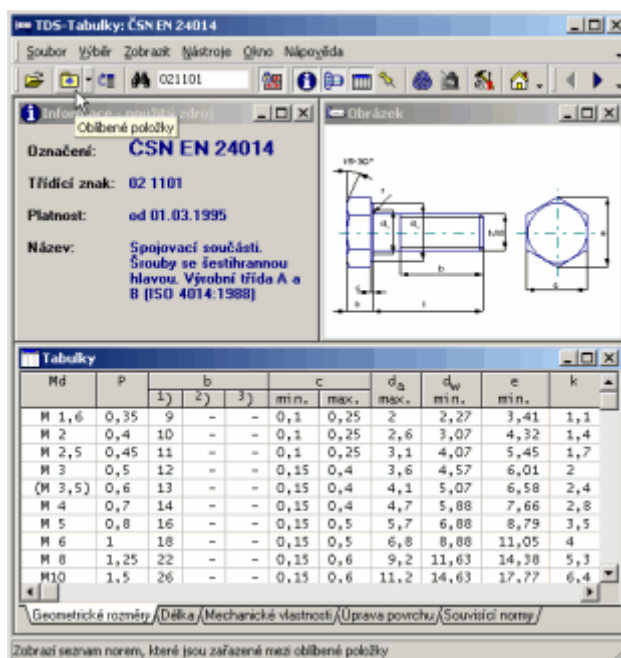 TDS-Tabulky: ČSN EN 24014
Soubor Výběr Zobrazit Nástroje Okno Nápověda
021101
Oblíbené položky
Obrázek
Označení: ČSN EN 24014
Třídící znak: 02 1101
Platnost: od 01.03.1995
Název: Spojovací součásti.
Šrouby se šestihrannou
hlavou. Výrobní třída A a
B (ISO 4014:1988)
Tabulky
Md P b c da dw e k
1) 2) 3) min. max. max. min. min.
M 1,6 0,35 9 - - 0,1 0,25 2 2,27 3,41 1,1
M 2 0,4 10 - - 0,1 0,25 2,6 3,07 4,32 1,4
M 2,5 0,45 11 - - 0,1 0,25 3,1 4,07 5,45 1,7
M 3 0,5 12 - - 0,15 0,4 3,6 4,57 6,01 2
(M 3,5) 0,6 13 - - 0,15 0,4 4,1 5,07 6,58 2,4
M 4 0,7 14 - - 0,15 0,4 4,7 5,88 7,66 2,8
M 5 0,8 16 - - 0,15 0,5 5,7 6,88 8,79 3,5
M 6 1 18 - - 0,15 0,5 6,8 8,88 11,05 4
M 8 1,25 22 - - 0,15 0,6 9,2 11,63 14,38 5,3
M10 1,5 26 - - 0,15 0,6 11,2 14,63 17,77 6,4
Geometrické rozměry Délka Mechanické vlastnosti Úprava povrchu Souvisící normy
Zobrazí seznam norem, které jsou zařazené mezi oblíbené položky